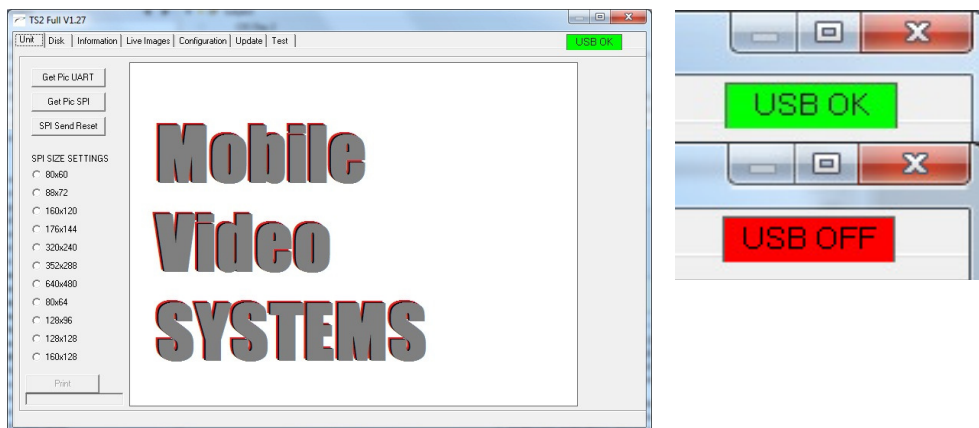 TS2 Full V1.27
Unit Disk Information Live Images Configuration Update Test
USB OK
Get Pic UART
Get Pic SPI
SPI Send Reset
SPI SIZE SETTINGS
80x60
88x72
160x120
176x144
320x240
352x288
640x480
80x64
128x96
128x128
160x128
Print
Mobile
Video
SYSTEMS
USB OK
USB OFF